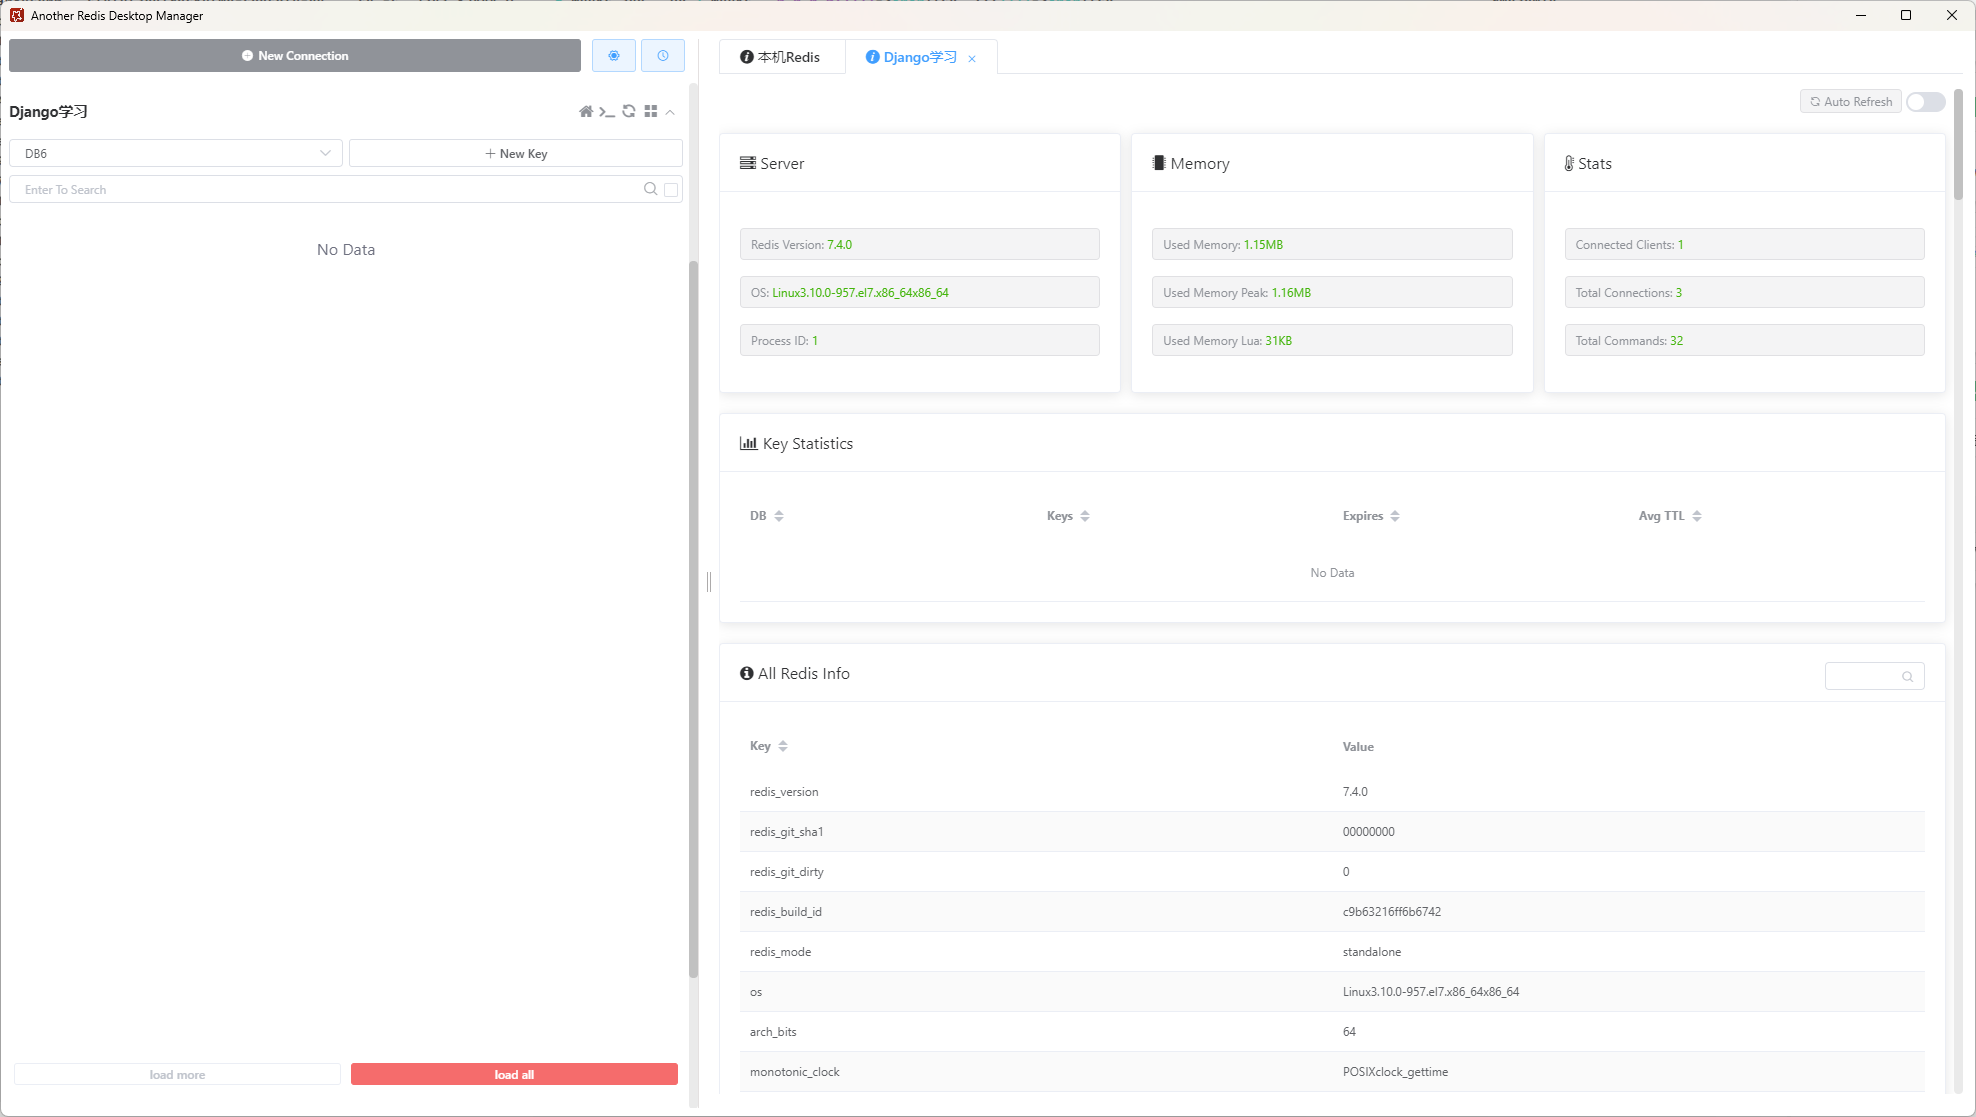 Another Redis Desktop Manager
New Connection
本机Redis
Django学习
Django学习
Auto Refresh
DB6
New Key
Enter To Search
No Data
Server
Redis Version: 7.4.0
OS: Linux3.10.0-957.el7.x86_64x86_64
Process ID: 1
Memory
Used Memory: 1.15MB
Used Memory Peak: 1.16MB
Used Memory Lua: 31KB
Stats
Connected Clients: 1
Total Connections: 3
Total Commands: 32
Key Statistics
DB Keys Expires Avg TTL
No Data
All Redis Info
Key Value
redis_version 7.4.0
redis_git_sha1 00000000
redis_git_dirty 0
redis_build_id c9b63216ff6b6742
redis_mode standalone
os Linux3.10.0-957.el7.x86_64x86_64
arch_bits 64
monotonic_clock POSIXclock_gettime
load more
load all